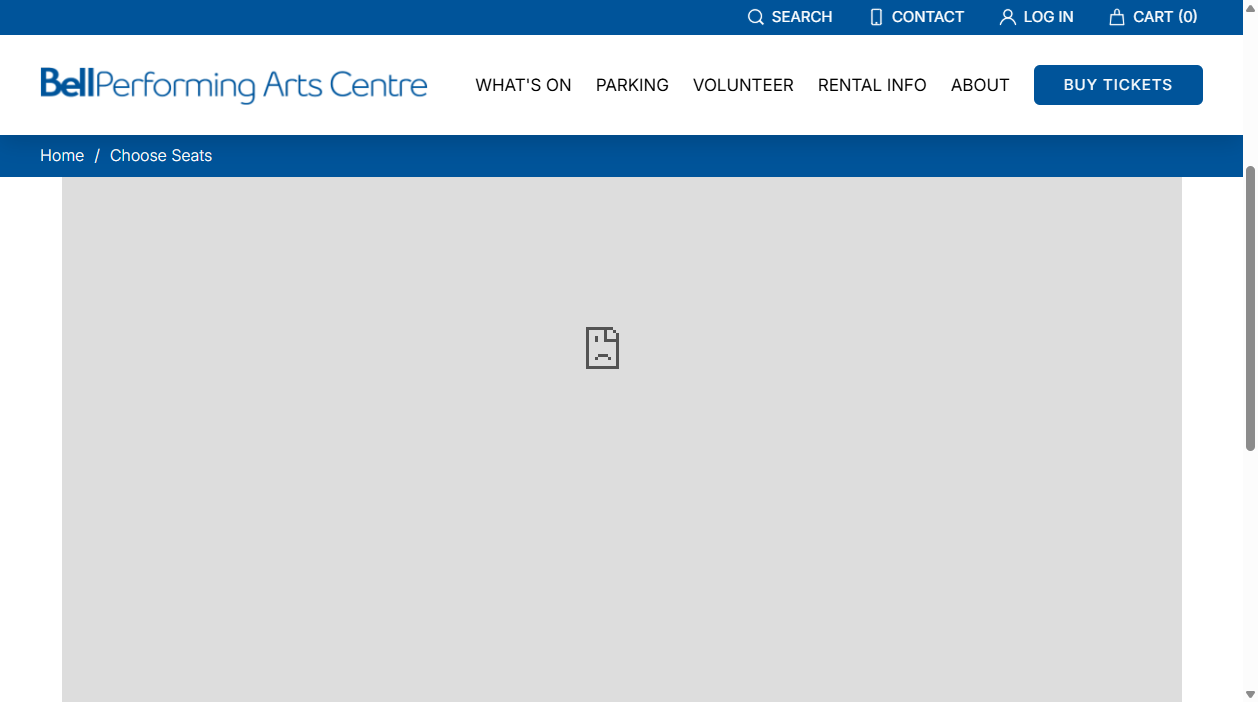 SEARCH CONTACT LOG IN CART (0)
BellPerforming Arts Centre WHAT'S ON PARKING VOLUNTEER RENTAL INFO ABOUT BUY TICKETS
Home / Choose Seats